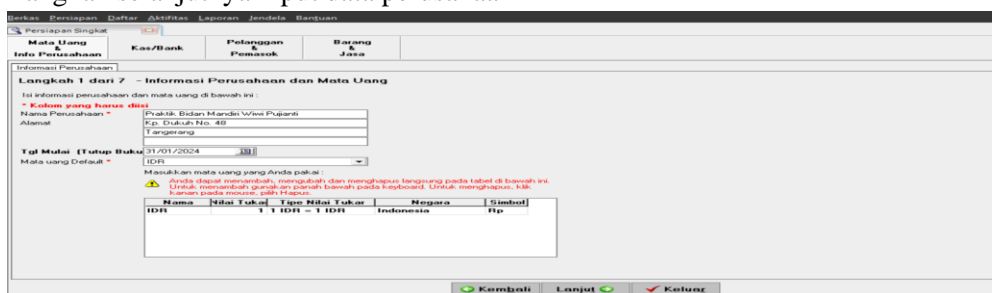 Berkas Persiapan Daftar Aktifitas Laporan Jendela Bantuan
Persiapan Singkat
Mata Uang & Info Perusahaan
Kas/Bank
Pelanggan & Pemasok
Barang & Jasa
Informasi Perusahaan
Langkah 1 dari 7 - Informasi Perusahaan dan Mata Uang
Isi informasi perusahaan dan mata uang di bawah ini :
* Kolom yang harus diisi
Nama Perusahaan * Praktik Bidan Mandiri Wiwi Pujianti
Alamat Kp. Dukuh No. 48
Tangerang
Tgl Mulai (Tutup Buku 31/01/2024
Mata uang Default * IDR
Masukkan mata uang yang Anda pakai :
Anda dapat menambah, mengubah dan menghapus langsung pada tabel di bawah ini.
Untuk menambah gunakan panah bawah pada keyboard. Untuk menghapus, klik
kanan pada mouse, pilih Hapus.
Nama Nilai Tukar Tipe Nilai Tukar Negara Simbol
IDR 1 1 IDR = 1 IDR Indonesia Rp
Kembali Lanjut Keluar